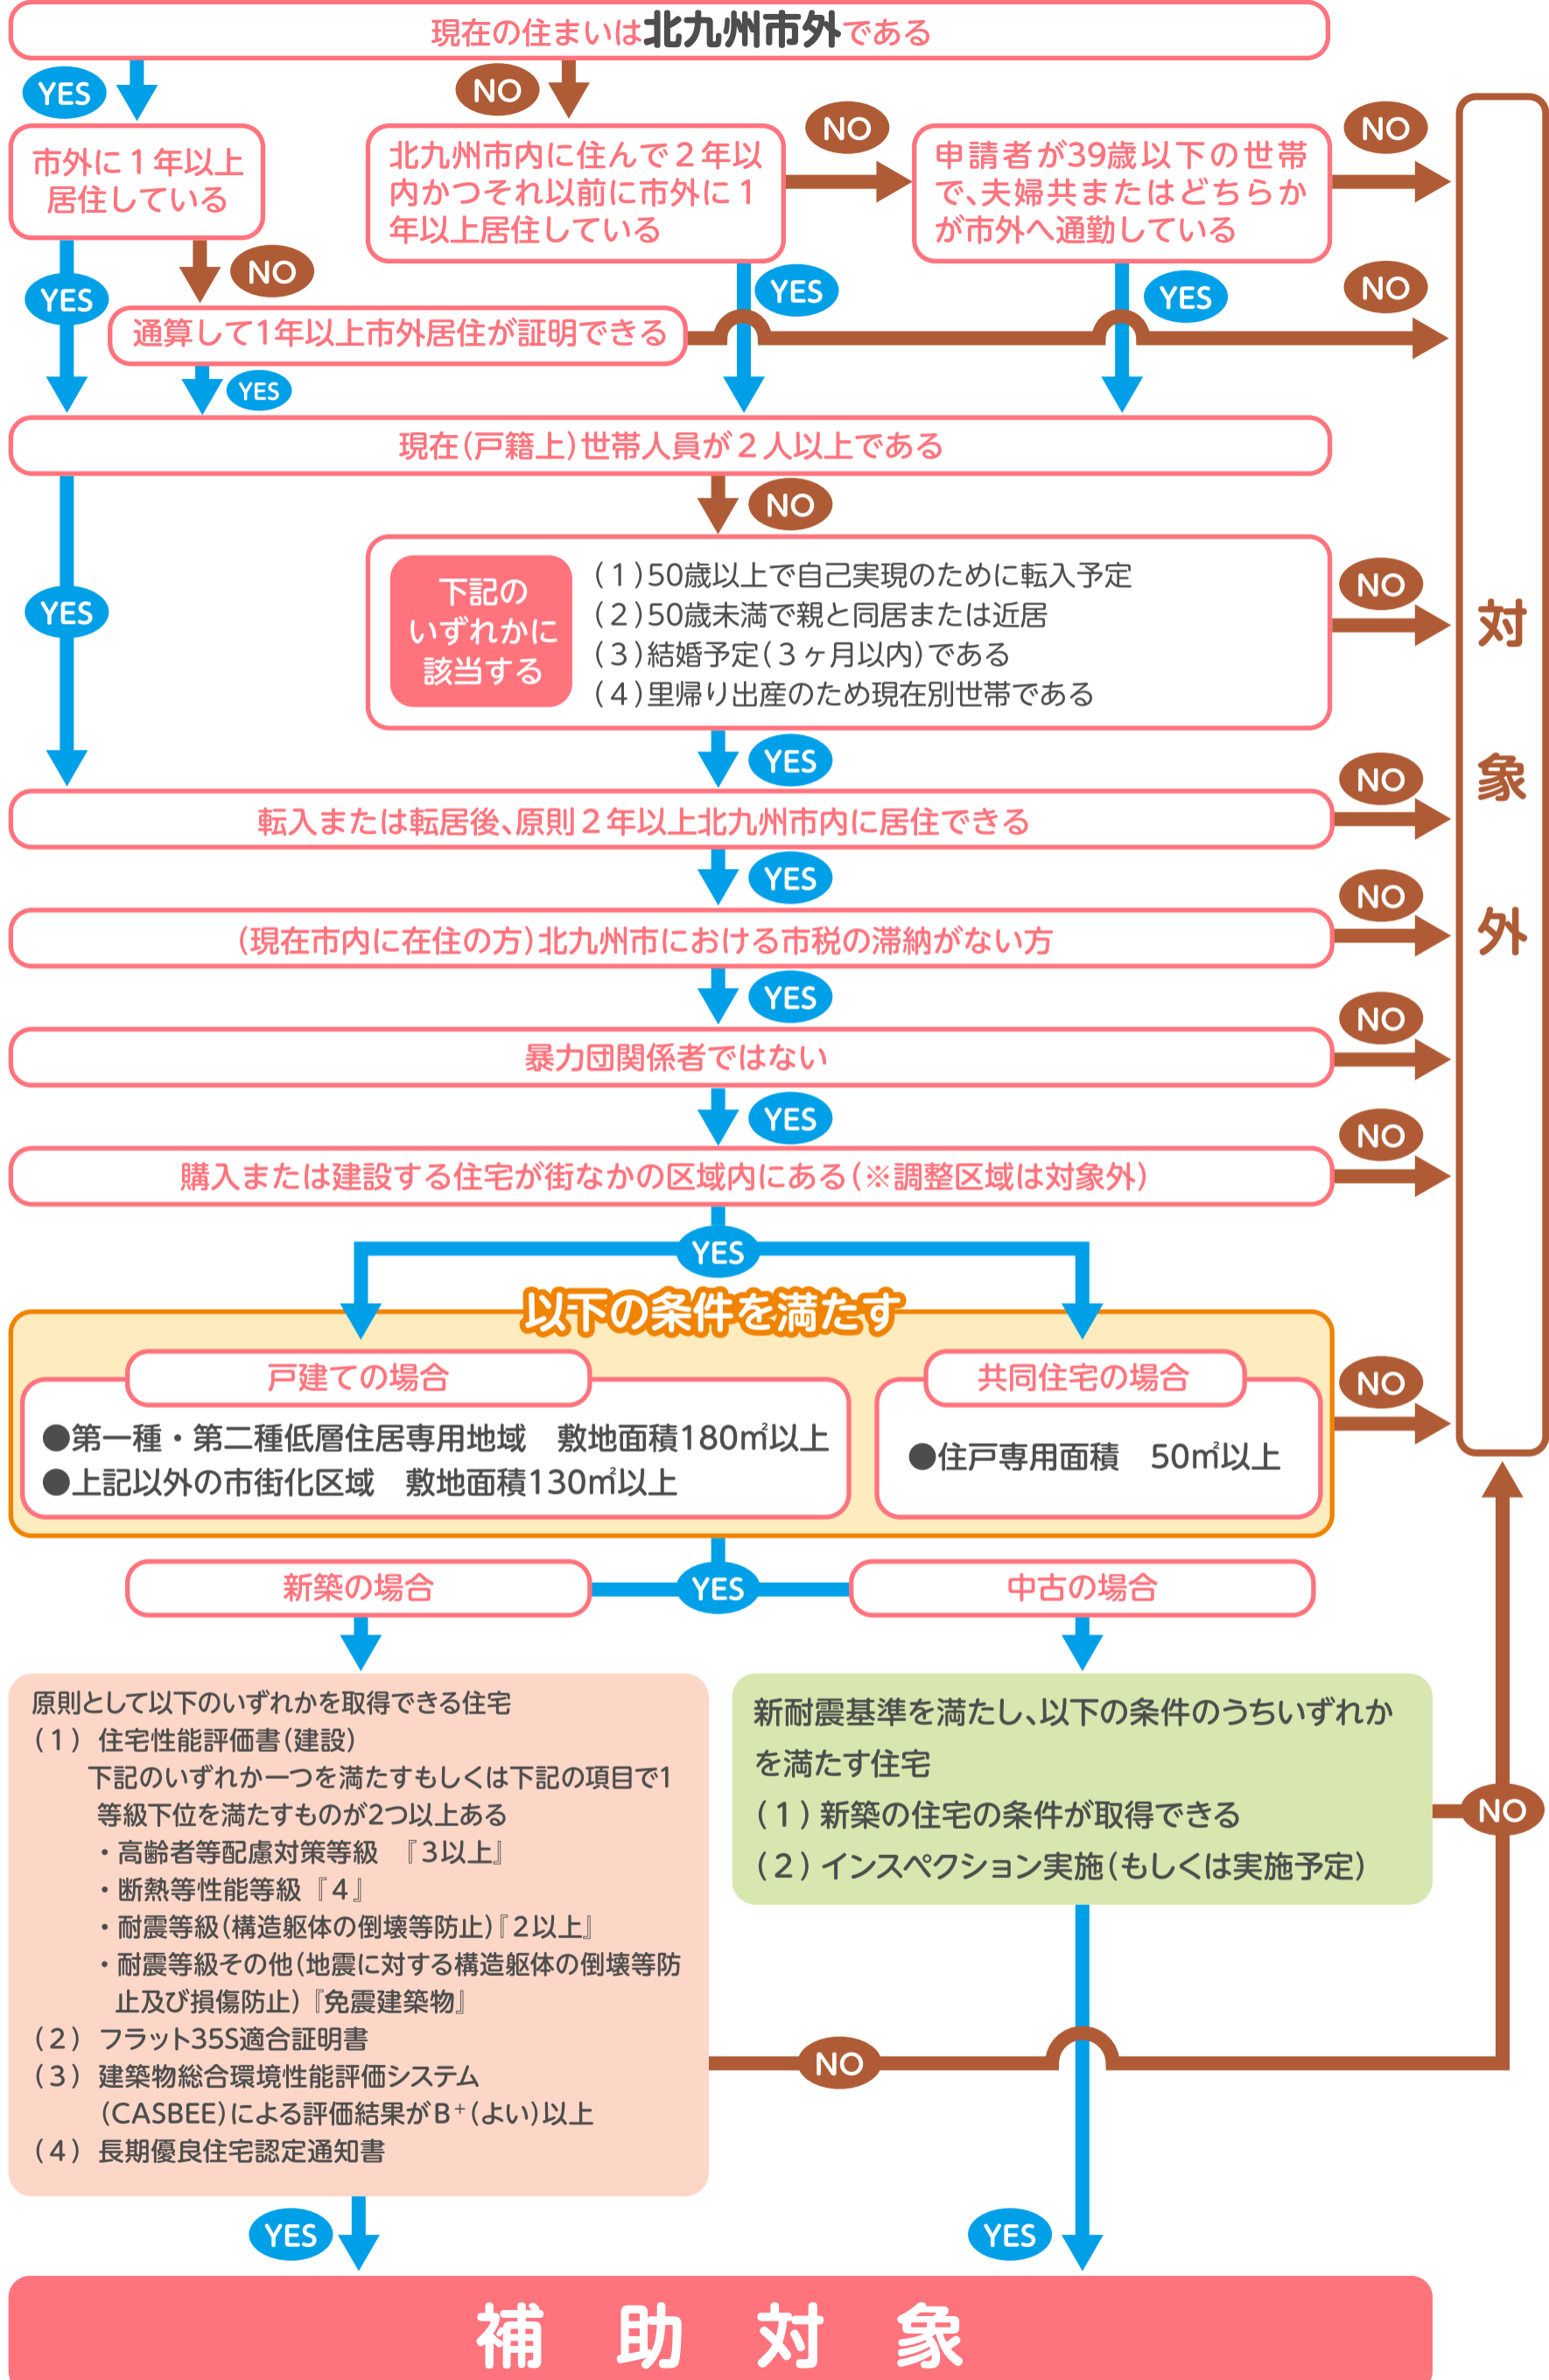 現在の住まいは北九州市外である
YES
NO
市外に１年以上
居住している
北九州市内に住んで２年以
内かつそれ以前に市外に１
年以上居住している
NO
申請者が39歳以下の世帯
で、夫婦共またはどちらか
が市外へ通勤している
NO
YES
NO
YES
YES
NO
通算して1年以上市外居住が証明できる
YES
現在（戸籍上）世帯人員が２人以上である
YES
NO
下記の
いずれかに
該当する
（１）50歳以上で自己実現のために転入予定
（２）50歳未満で親と同居または近居
（３）結婚予定（３ヶ月以内）である
（４）里帰り出産のため現在別世帯である
NO
対象外
YES
転入または転居後、原則２年以上北九州市内に居住できる
NO
YES
（現在市内に在住の方）北九州市における市税の滞納がない方
NO
YES
暴力団関係者ではない
NO
YES
購入または建設する住宅が街なかの区域内にある（※調整区域は対象外）
NO
YES
以下の条件を満たす
戸建ての場合
●第一種・第二種低層住居専用地域　敷地面積180㎡以上
●上記以外の市街化区域　敷地面積130㎡以上
共同住宅の場合
●住戸専用面積　50㎡以上
NO
新築の場合
YES
中古の場合
原則として以下のいずれかを取得できる住宅
（１） 住宅性能評価書（建設）
下記のいずれか一つを満たすもしくは下記の項目で1
等級下位を満たすものが2つ以上ある
・高齢者等配慮対策等級　『３以上』
・断熱等性能等級『４』
・耐震等級（構造躯体の倒壊等防止）『２以上』
・耐震等級その他（地震に対する構造躯体の倒壊等防
止及び損傷防止）『免震建築物』
（２） フラット35S適合証明書
（３） 建築物総合環境性能評価システム
（CASBEE）による評価結果がＢ⁺（よい）以上
（４） 長期優良住宅認定通知書
新耐震基準を満たし、以下の条件のうちいずれか
を満たす住宅
（１）新築の住宅の条件が取得できる
（２）インスペクション実施（もしくは実施予定）
NO
NO
YES
YES
補助対象